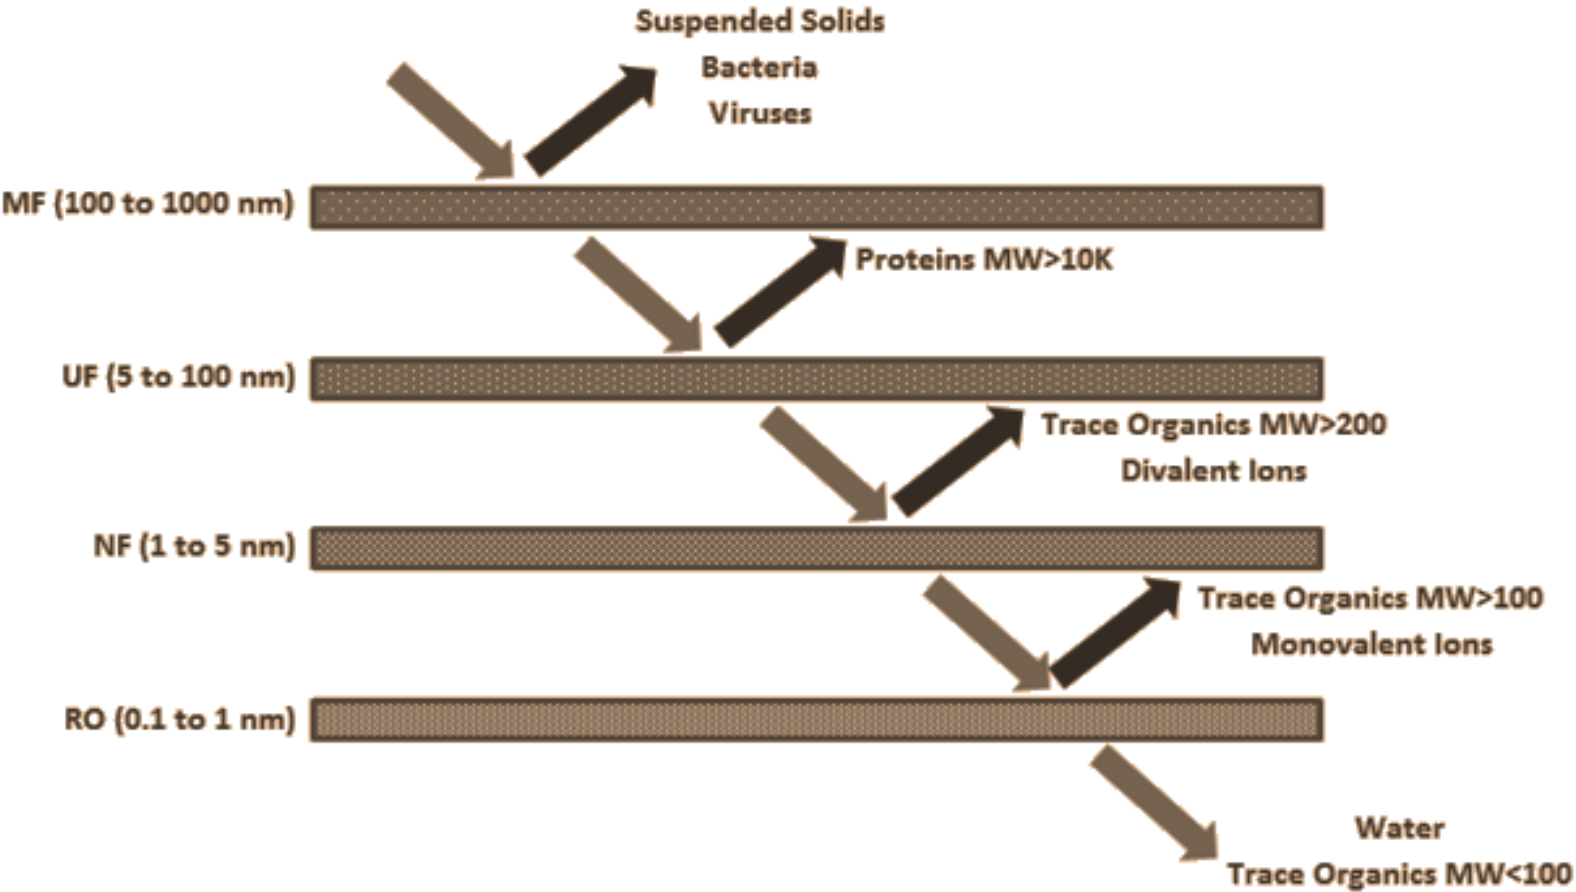 Suspended Solids
Bacteria
Viruses
MF (100 to 1000 nm)
Proteins MW>10K
UF (5 to 100 nm)
Trace Organics MW>200
Divalent Ions
NF (1 to 5 nm)
Trace Organics MW>100
Monovalent Ions
RO (0.1 to 1 nm)
Water
Trace Organics MW<100